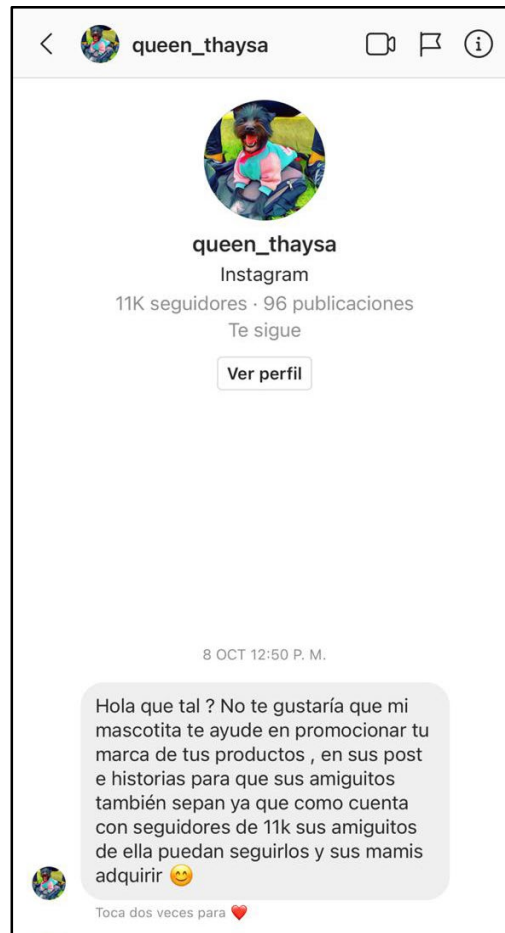 queen_thaysa
queen_thaysa
Instagram
11K seguidores · 96 publicaciones
Te sigue
Ver perfil
8 OCT 12:50 P. M.
Hola que tal ? No te gustaría que mi
mascotita te ayude en promocionar tu
marca de tus productos , en sus post
e historias para que sus amiguitos
también sepan ya que como cuenta
con seguidores de 11k sus amiguitos
de ella puedan seguirlos y sus mamis
adquirir 😊
Toca dos veces para ❤️